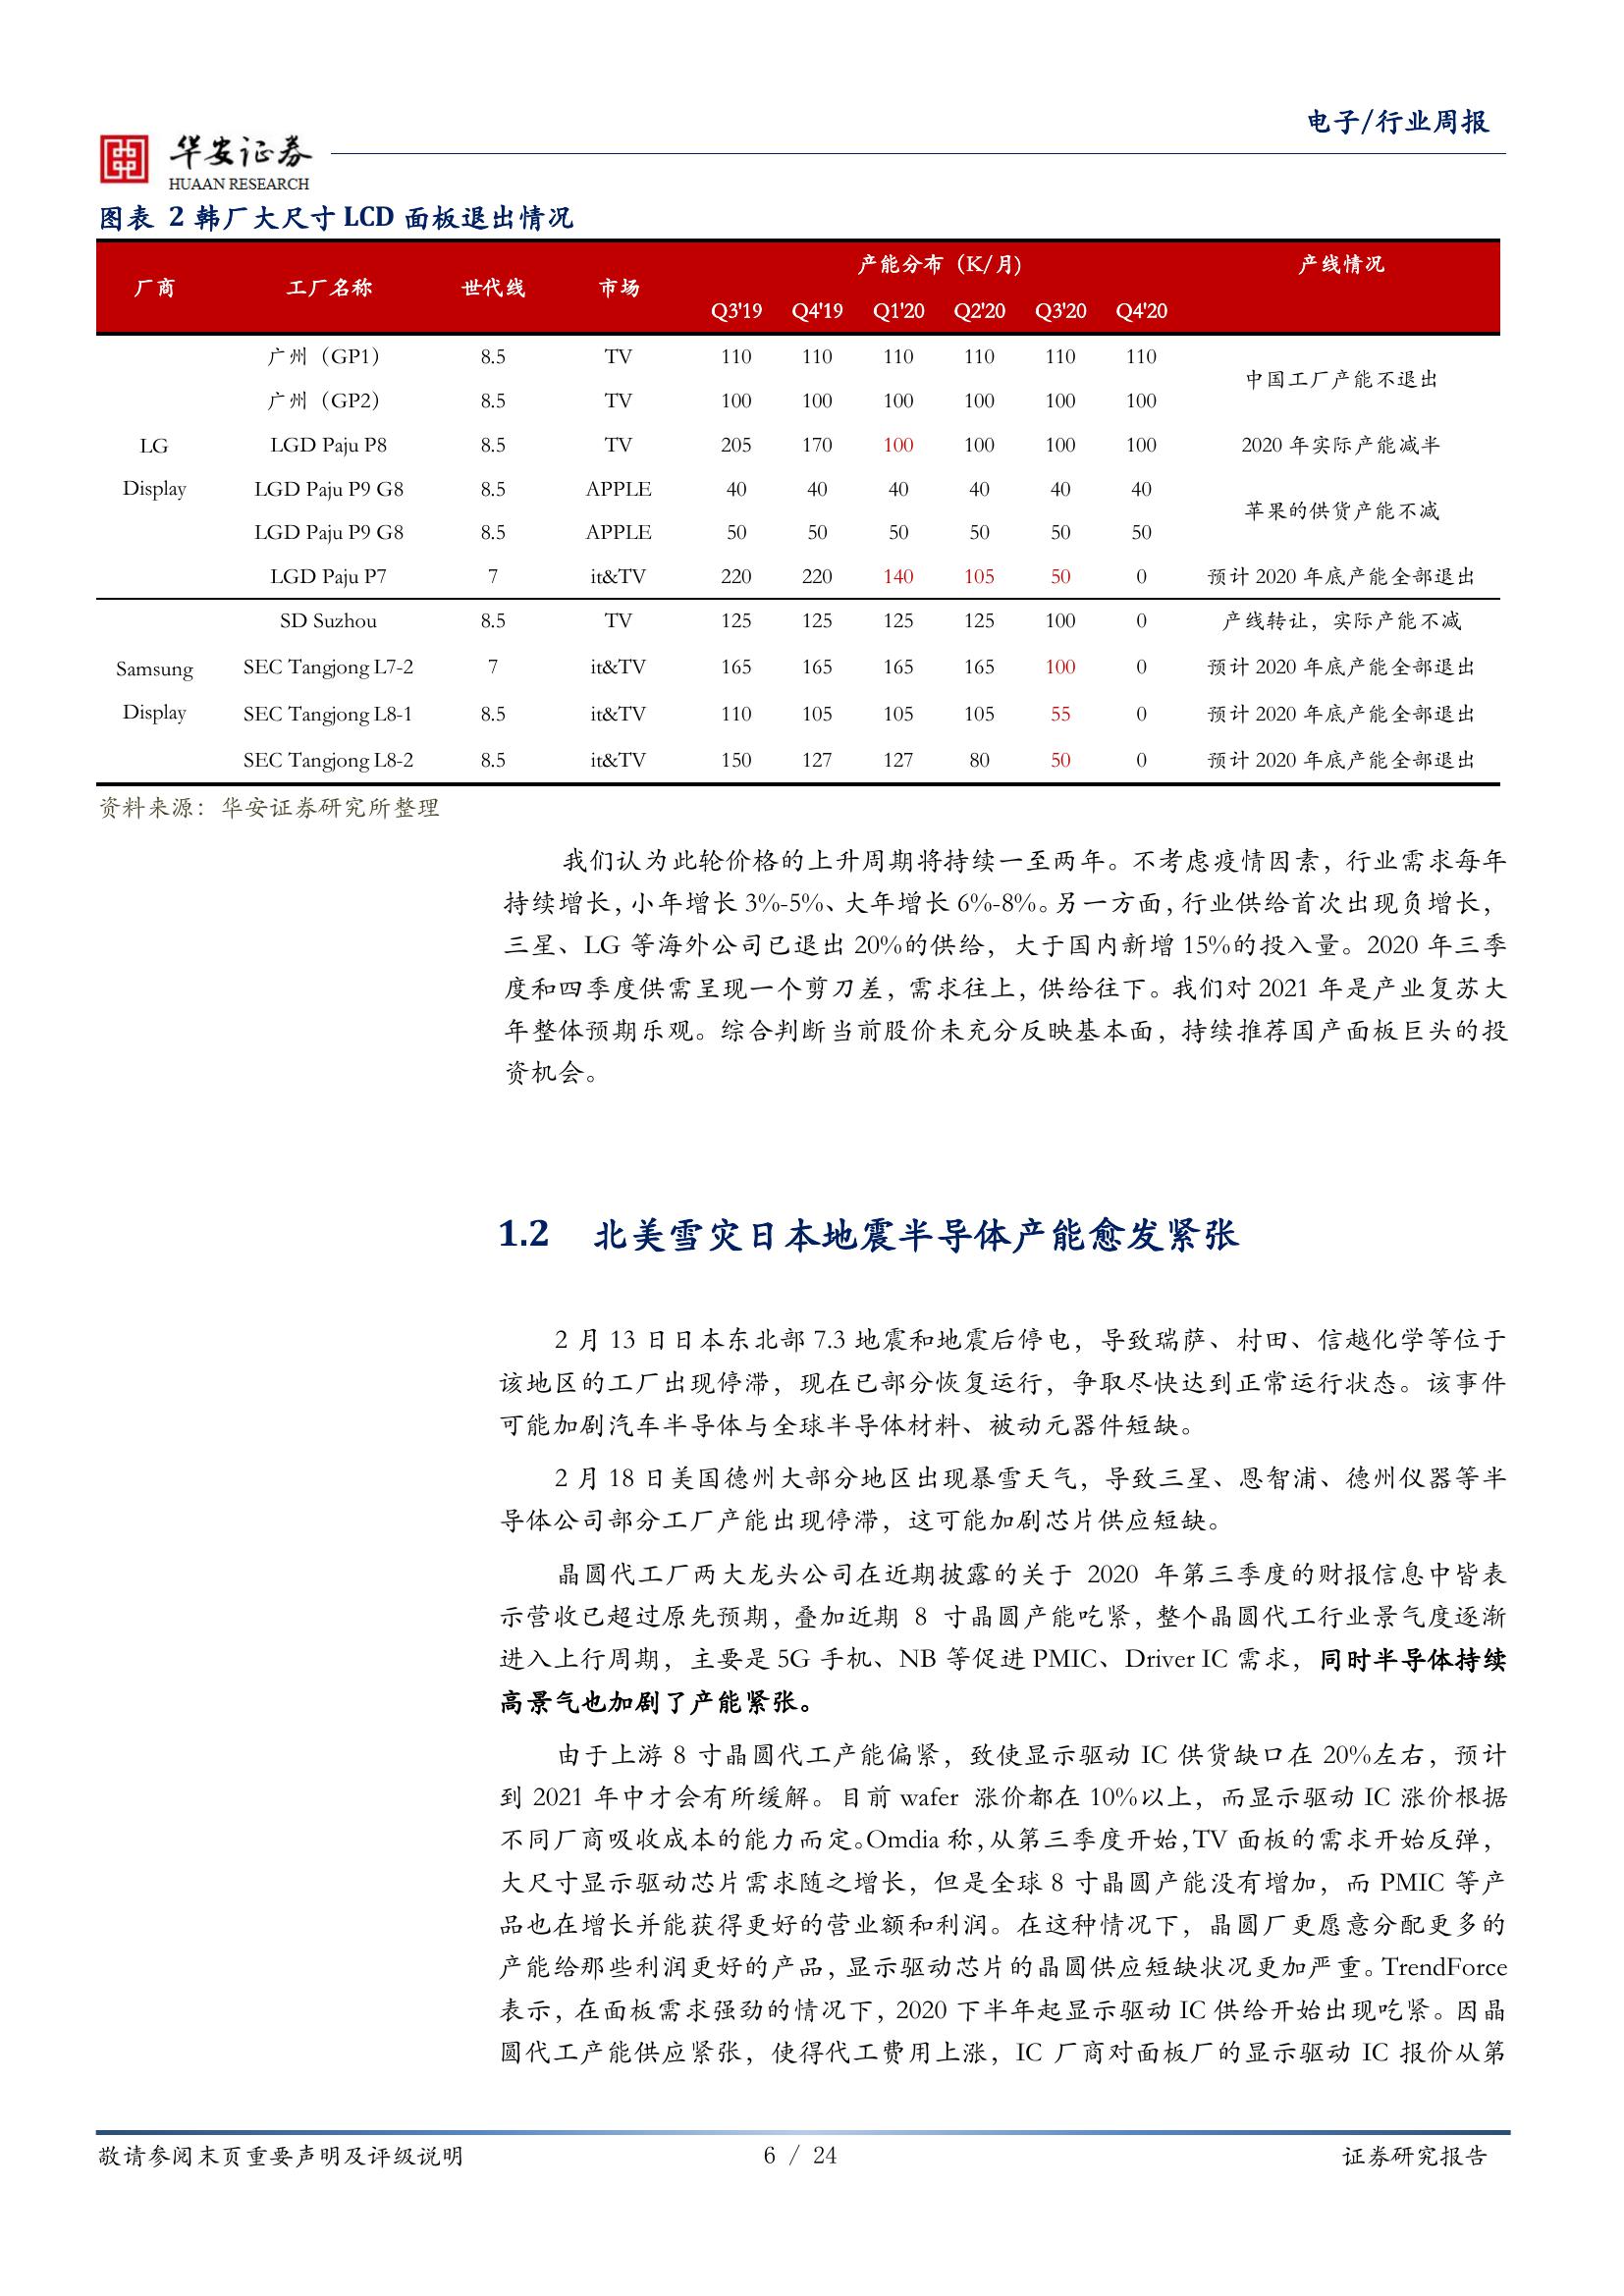 电子/行业周报
华安证券
HUAAN RESEARCH
图表 2 韩厂大尺寸 LCD 面板退出情况
厂商 工厂名称 世代线 市场 产能分布（K/月) 产线情况
Q3'19 Q4'19 Q1'20 Q2'20 Q3'20 Q4'20
广州（GP1） 8.5 TV 110 110 110 110 110 110
中国工厂产能不退出
广州（GP2） 8.5 TV 100 100 100 100 100 100
LG LGD Paju P8 8.5 TV 205 170 100 100 100 100 2020 年实际产能减半
Display LGD Paju P9 G8 8.5 APPLE 40 40 40 40 40 40
苹果的供货产能不减
LGD Paju P9 G8 8.5 APPLE 50 50 50 50 50 50
LGD Paju P7 7 it&TV 220 220 140 105 50 0 预计 2020 年底产能全部退出
SD Suzhou 8.5 TV 125 125 125 125 100 0 产线转让，实际产能不减
Samsung SEC Tangjong L7-2 7 it&TV 165 165 165 165 100 0 预计 2020 年底产能全部退出
Display SEC Tangjong L8-1 8.5 it&TV 110 105 105 105 55 0 预计 2020 年底产能全部退出
SEC Tangjong L8-2 8.5 it&TV 150 127 127 80 50 0 预计 2020 年底产能全部退出
资料来源：华安证券研究所整理
我们认为此轮价格的上升周期将持续一至两年。不考虑疫情因素，行业需求每年
持续增长，小年增长 3%-5%、大年增长 6%-8%。另一方面，行业供给首次出现负增长，
三星、LG 等海外公司已退出 20%的供给，大于国内新增 15%的投入量。2020 年三季
度和四季度供需呈现一个剪刀差，需求往上，供给往下。我们对 2021 年是产业复苏大
年整体预期乐观。综合判断当前股价未充分反映基本面，持续推荐国产面板巨头的投
资机会。
1.2 北美雪灾日本地震半导体产能愈发紧张
2 月 13 日日本东北部 7.3 地震和地震后停电，导致瑞萨、村田、信越化学等位于
该地区的工厂出现停滞，现在已部分恢复运行，争取尽快达到正常运行状态。该事件
可能加剧汽车半导体与全球半导体材料、被动元器件短缺。
2 月 18 日美国德州大部分地区出现暴雪天气，导致三星、恩智浦、德州仪器等半
导体公司部分工厂产能出现停滞，这可能加剧芯片供应短缺。
晶圆代工厂两大龙头公司在近期披露的关于 2020 年第三季度的财报信息中皆表
示营收已超过原先预期，叠加近期 8 寸晶圆产能吃紧，整个晶圆代工行业景气度逐渐
进入上行周期，主要是 5G 手机、NB 等促进 PMIC、Driver IC 需求，同时半导体持续
高景气也加剧了产能紧张。
由于上游 8 寸晶圆代工产能偏紧，致使显示驱动 IC 供货缺口在 20%左右，预计
到 2021 年中才会有所缓解。目前 wafer 涨价都在 10%以上，而显示驱动 IC 涨价根据
不同厂商吸收成本的能力而定。Omdia 称，从第三季度开始，TV 面板的需求开始反弹，
大尺寸显示驱动芯片需求随之增长，但是全球 8 寸晶圆产能没有增加，而 PMIC 等产
品也在增长并能获得更好的营业额和利润。在这种情况下，晶圆厂更愿意分配更多的
产能给那些利润更好的产品，显示驱动芯片的晶圆供应短缺状况更加严重。TrendForce
表示，在面板需求强劲的情况下，2020 下半年起显示驱动 IC 供给开始出现吃紧。因晶
圆代工产能供应紧张，使得代工费用上涨，IC 厂商对面板厂的显示驱动 IC 报价从第
敬请参阅末页重要声明及评级说明 6 / 24 证券研究报告